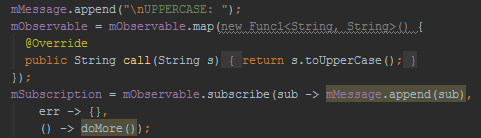 mMessage.append("\nUPPERCASE: ");
mObservable = mObservable.map(new Func1<String, String>() {
@Override
public String call(String s) { return s.toUpperCase(); }
});
mSubscription = mObservable.subscribe(sub -> mMessage.append(sub),
err -> {},
() -> doMore());